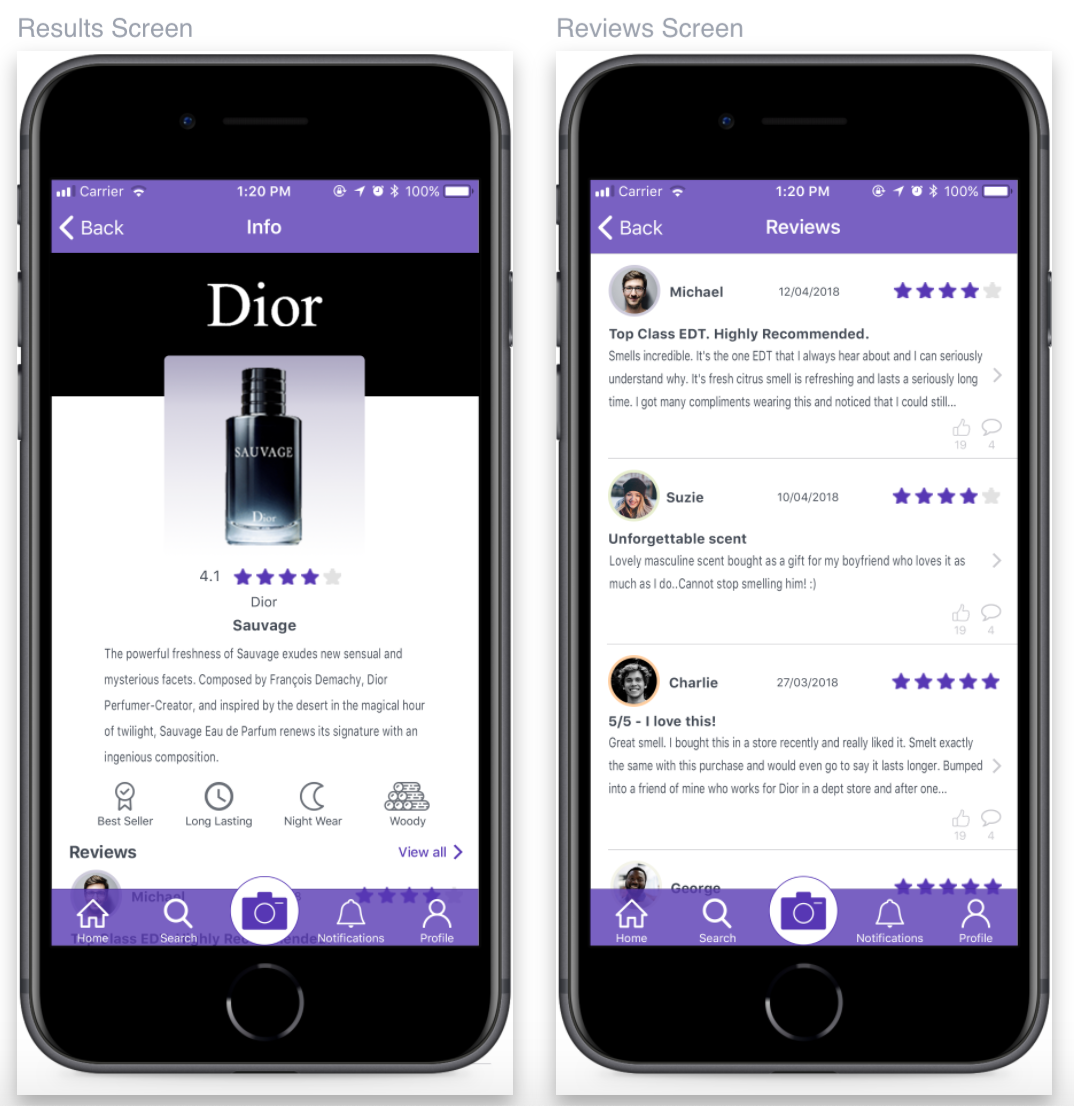 Results Screen
Carrier 1:20 PM 100%
Back Info
Dior
SAUVAGE
Dior
4.1
Dior
Sauvage
The powerful freshness of Sauvage exudes new sensual and
mysterious facets. Composed by François Demachy, Dior
Perfumer-Creator, and inspired by the desert in the magical hour
of twilight, Sauvage Eau de Parfum renews its signature with an
ingenious composition.
Best Seller Long Lasting Night Wear Woody
Reviews View all
Michael
Home Search Notifications Profile
Reviews Screen
Carrier 1:20 PM 100%
Back Reviews
Michael 12/04/2018
Top Class EDT. Highly Recommended.
Smells incredible. It's the one EDT that I always hear about and I can seriously
understand why. It's fresh citrus smell is refreshing and lasts a seriously long
time. I got many compliments wearing this and noticed that I could still...
19 4
Suzie 10/04/2018
Unforgettable scent
Lovely masculine scent bought as a gift for my boyfriend who loves it as
much as I do..Cannot stop smelling him! :)
19 4
Charlie 27/03/2018
5/5 - I love this!
Great smell. I bought this in a store recently and really liked it. Smelt exactly
the same with this purchase and would even go to say it lasts longer. Bumped
into a friend of mine who works for Dior in a dept store and after one...
19 4
George
Home Search Notifications Profile